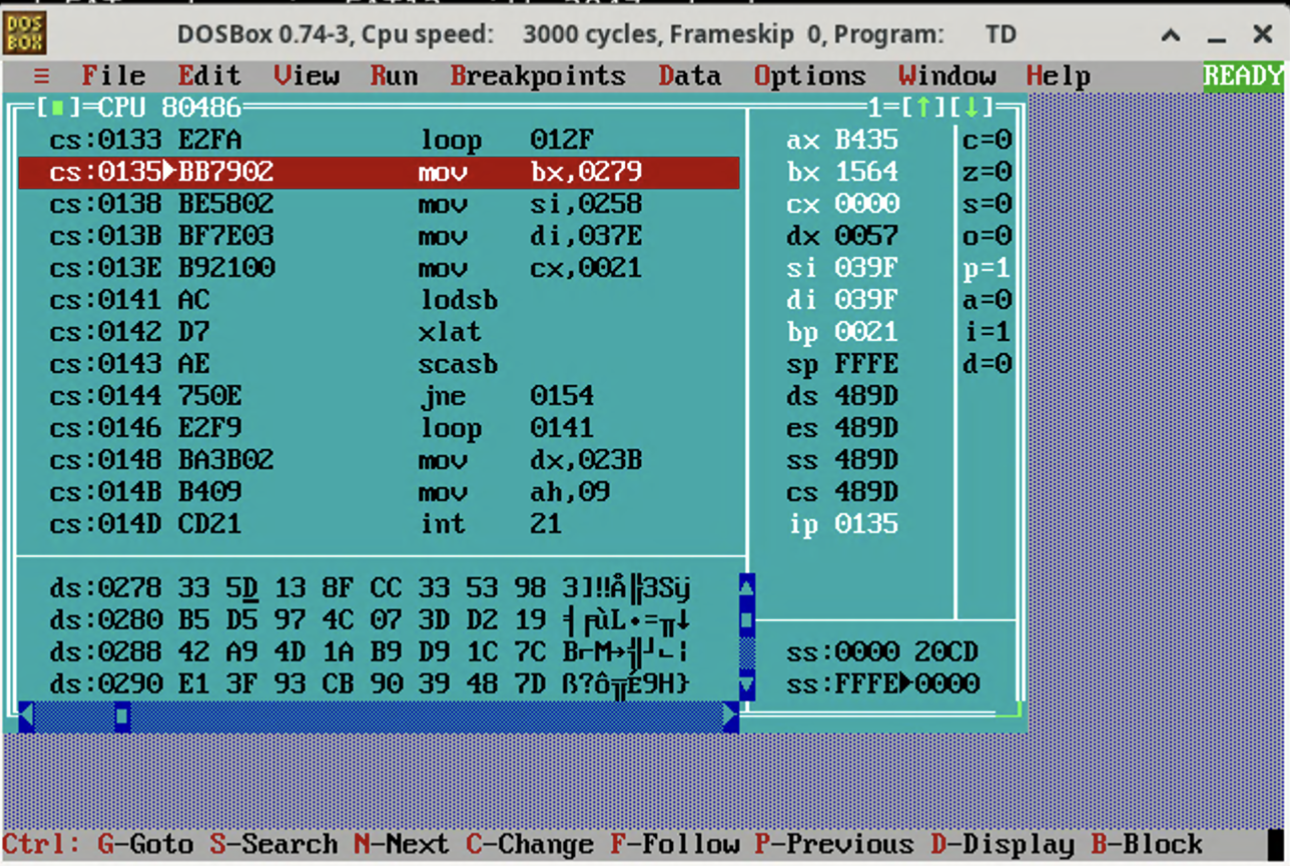 DOS BOX
DOSBox 0.74-3, Cpu speed: 3000 cycles, Frameskip 0, Program: TD
≡ File Edit View Run Breakpoints Data Options Window Help READY
[■]=CPU 80486 1=[↑][↓]
cs:0133 E2FA loop 012F ax B435 c=0
cs:0135►BB7902 mov bx,0279 bx 1564 z=0
cs:0138 BE5802 mov si,0258 cx 0000 s=0
cs:013B BF7E03 mov di,037E dx 0057 o=0
cs:013E B92100 mov cx,0021 si 039F p=1
cs:0141 AC lodsb di 039F a=0
cs:0142 D7 xlat bp 0021 i=1
cs:0143 AE scasb sp FFFE d=0
cs:0144 750E jne 0154 ds 489D
cs:0146 E2F9 loop 0141 es 489D
cs:0148 BA3B02 mov dx,023B ss 489D
cs:014B B409 mov ah,09 cs 489D
cs:014D CD21 int 21 ip 0135
ds:0278 33 5D 13 8F CC 33 53 98 3]‼Å╠3Sÿ
ds:0280 B5 D5 97 4C 07 3D D2 19 ╡╒ùL•=╥↓
ds:0288 42 A9 4D 1A B9 D9 1C 7C B⌐M→╣┘∟|
ds:0290 E1 3F 93 CB 90 39 48 7D ß?ô╦É9H}
ss:0000 20CD
ss:FFFE►0000
Ctrl: G-Goto S-Search N-Next C-Change F-Follow P-Previous D-Display B-Block